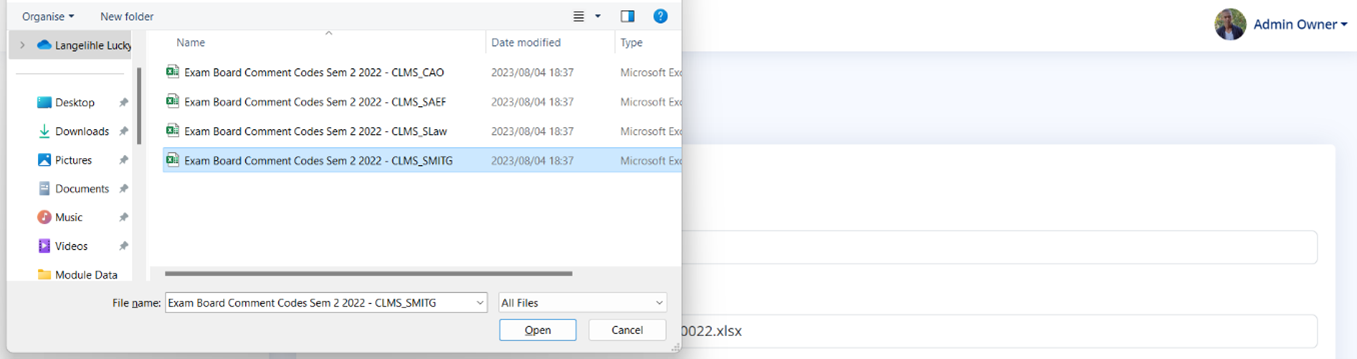 Organise New folder
Admin Owner
Name Date modified Type
Langelihle Lucky
Exam Board Comment Codes Sem 2 2022 - CLMS_CAO 2023/08/04 18:37 Microsoft Exc
Desktop
Exam Board Comment Codes Sem 2 2022 - CLMS_SAEF 2023/08/04 18:37 Microsoft Exc
Downloads
Exam Board Comment Codes Sem 2 2022 - CLMS_SLaw 2023/08/04 18:37 Microsoft Exc
Pictures
Exam Board Comment Codes Sem 2 2022 - CLMS_SMITG 2023/08/04 18:37 Microsoft Exc
Documents
Music
Videos
Module Data
File name: Exam Board Comment Codes Sem 2 2022 - CLMS_SMITG All Files
Open Cancel
0022.xlsx